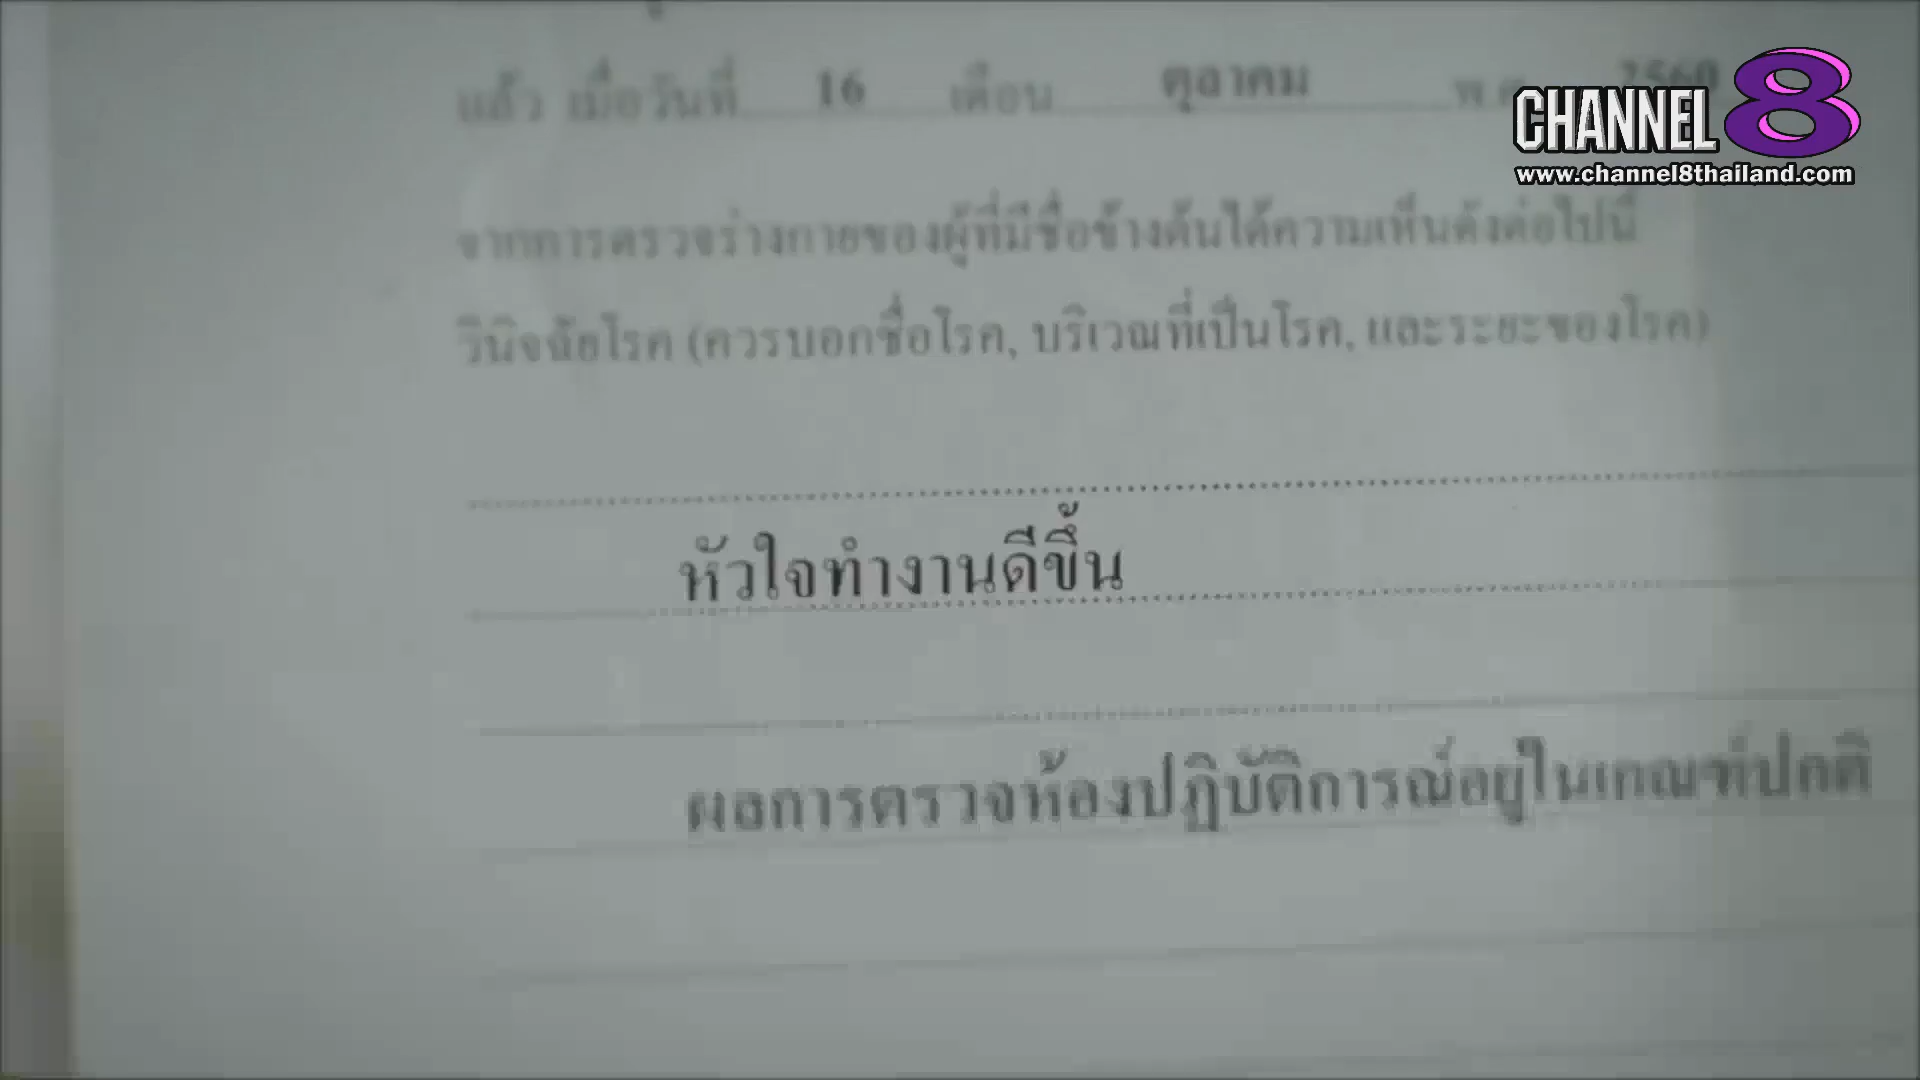 แล้ว เมื่อวันที่ 16 เดือน ตุลาคม พ.ศ. 2560
CHANNEL 8
www.channel8thailand.com
จากการตรวจร่างกายของผู้ที่มีชื่อข้างต้นได้ความเห็นดังต่อไปนี้
วินิจฉัยโรค (ควรบอกชื่อโรค, บริเวณที่เป็นโรค, และระยะของโรค)
หัวใจทำงานดีขึ้น
ผลการตรวจห้องปฏิบัติการณ์อยู่ในเกณฑ์ปกติ